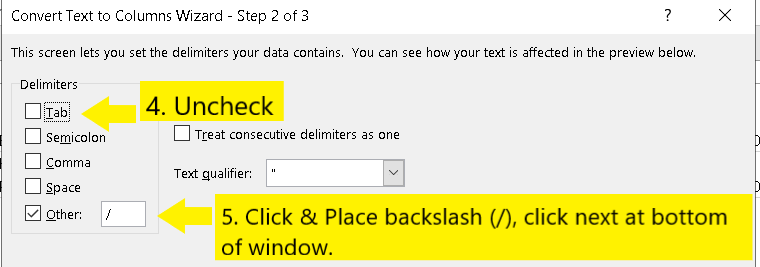 Convert Text to Columns Wizard - Step 2 of 3 ? ×
This screen lets you set the delimiters your data contains. You can see how your text is affected in the preview below.
Delimiters
4. Uncheck
Tab
Semicolon
Treat consecutive delimiters as one
Comma
Text qualifier: "
Space
Other: /
5. Click & Place backslash (/), click next at bottom
of window.